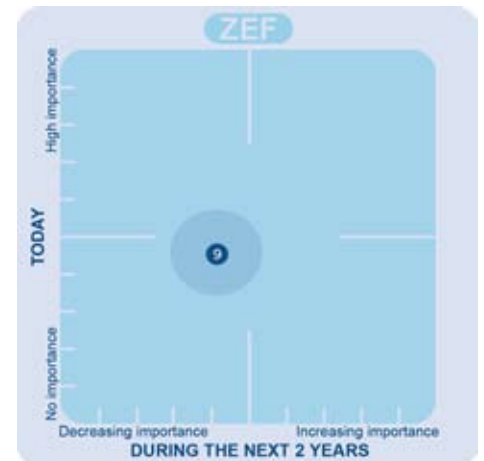 ZEF
High importance
TODAY
No importance
9
Decreasing importance
Increasing importance
DURING THE NEXT 2 YEARS